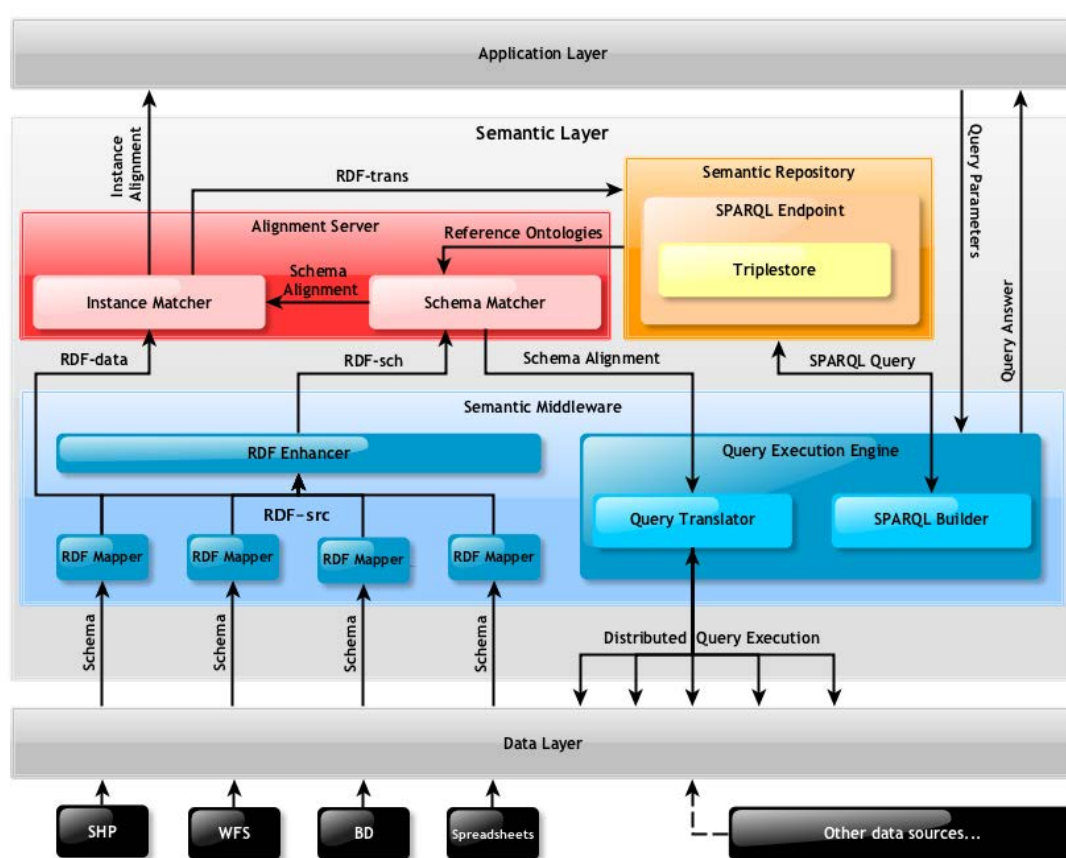 Application Layer
Instance
Alignment
Semantic Layer
Query Parameters
Query Answer
RDF-trans
Semantic Repository
SPARQL Endpoint
Triplestore
Alignment Server
Reference Ontologies
Schema
Alignment
Instance Matcher
Schema Matcher
RDF-data
RDF-sch
Schema Alignment
SPARQL Query
Semantic Middleware
RDF Enhancer
Query Execution Engine
RDF-src
Query Translator
SPARQL Builder
RDF Mapper
RDF Mapper
RDF Mapper
RDF Mapper
Schema
Schema
Schema
Schema
Distributed Query Execution
Data Layer
SHP
WFS
BD
Spreadsheets
Other data sources...